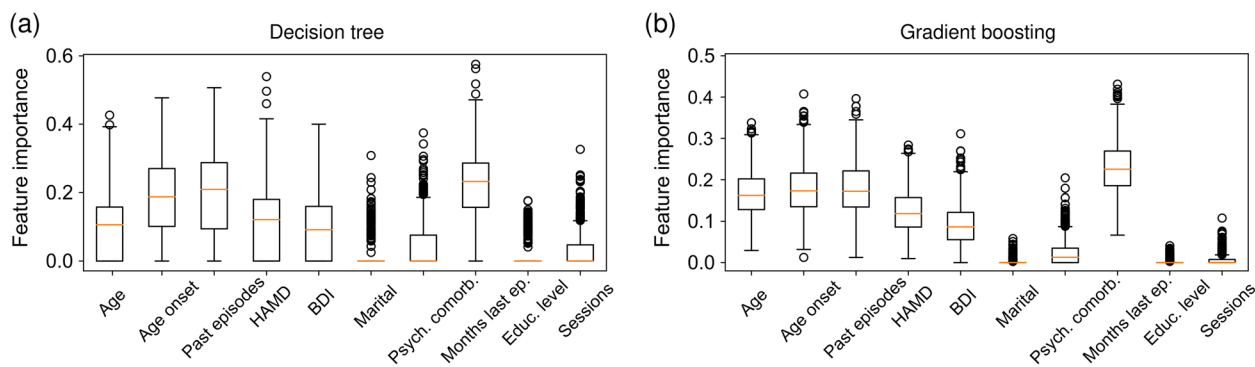 (a)
Decision tree
Feature importance
0.6
0.4
0.2
0.0
Age
Age onset
Past episodes
HAMD
BDI
Marital
Psych. comorb.
Months last ep.
Educ. level
Sessions
(b)
Gradient boosting
Feature importance
0.5
0.4
0.3
0.2
0.1
0.0
Age
Age onset
Past episodes
HAMD
BDI
Marital
Psych. comorb.
Months last ep.
Educ. level
Sessions